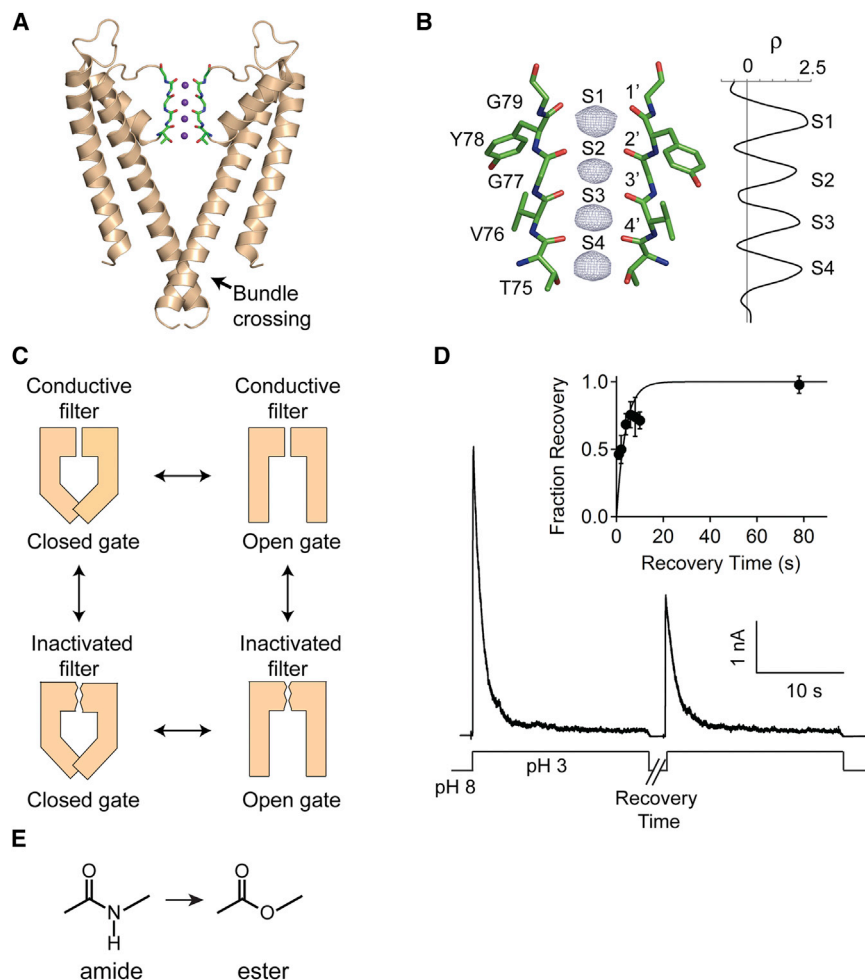 A
Bundle
crossing
B
G79
Y78
G77
V76
T75
S1
S2
S3
S4
1'
2'
3'
4'
ρ
0 2.5
S1
S2
S3
S4
C
Conductive
filter
Closed gate
Conductive
filter
Open gate
Inactivated
filter
Closed gate
Inactivated
filter
Open gate
D
Fraction Recovery
1.0
0.5
0.0
0 20 40 60 80
Recovery Time (s)
1 nA
10 s
pH 8
pH 3
Recovery
Time
E
O
N
H
amide
O
O
ester